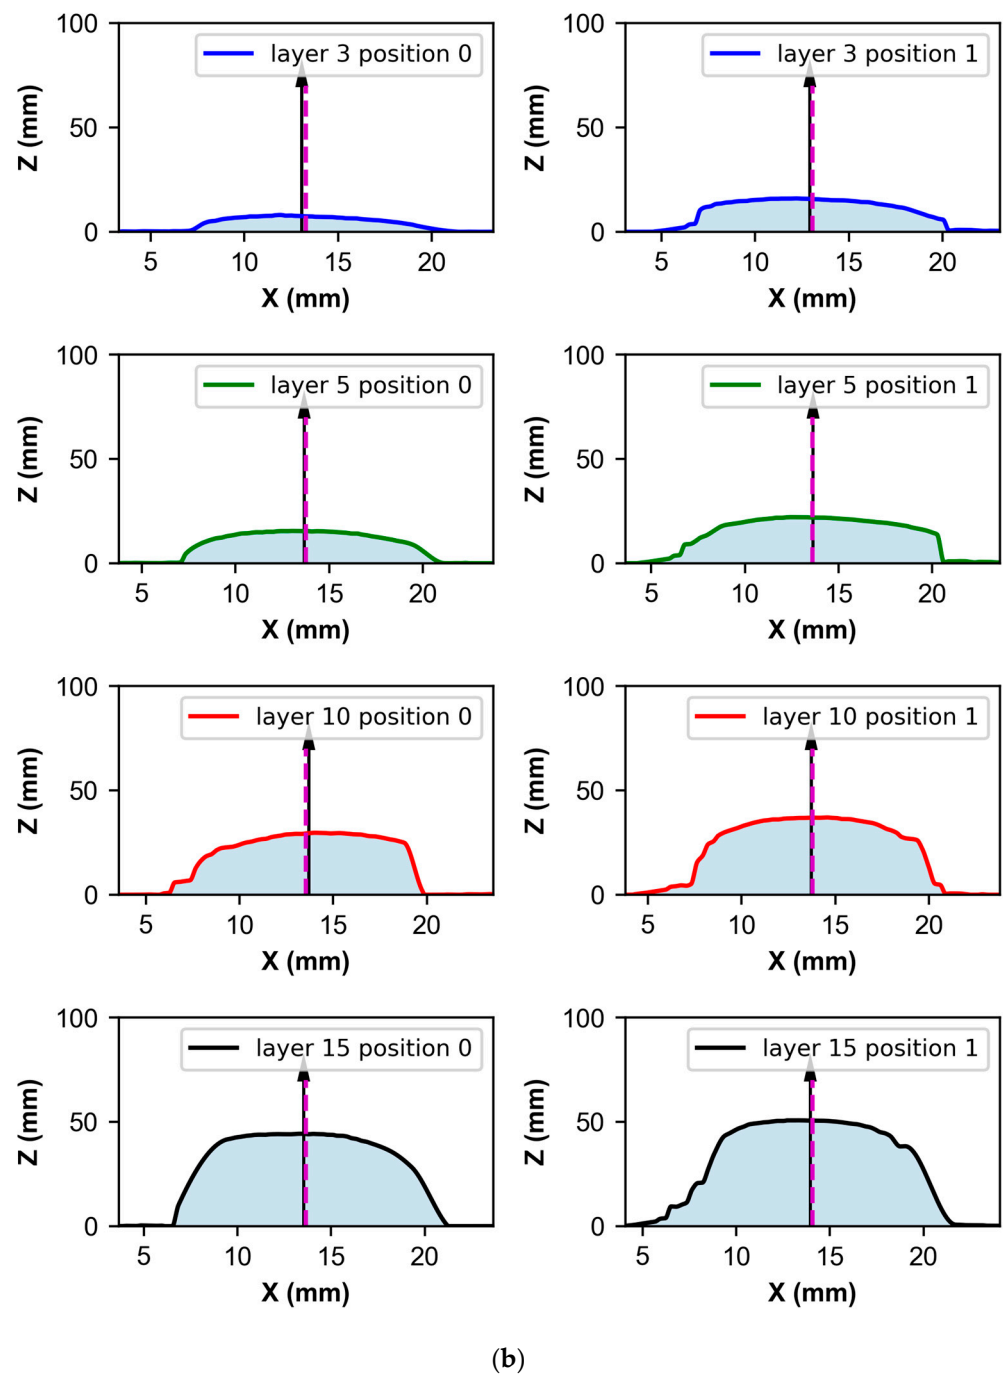 100 layer 3 position 0 100 layer 3 position 1
Z (mm) 50 Z (mm) 50
0 0
5 10 15 20 5 10 15 20
X (mm) X (mm)
100 layer 5 position 0 100 layer 5 position 1
Z (mm) 50 Z (mm) 50
0 0
5 10 15 20 5 10 15 20
X (mm) X (mm)
100 layer 10 position 0 100 layer 10 position 1
Z (mm) 50 Z (mm) 50
0 0
5 10 15 20 5 10 15 20
X (mm) X (mm)
100 layer 15 position 0 100 layer 15 position 1
Z (mm) 50 Z (mm) 50
0 0
5 10 15 20 5 10 15 20
X (mm) X (mm)
(b)